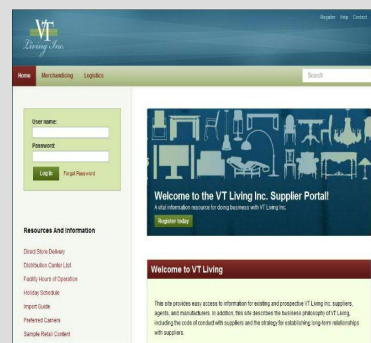 Register Help Contact
VT
Living Inc.
Home Merchandising Logistics
Search
User name:
Password:
Log In Forgot Password
Welcome to the VT Living Inc. Supplier Portal!
A vital information resource for doing business with VT Living Inc.
Register today
Resources And Information
Direct Store Delivery
Distribution Center List
Facility Hours of Operation
Holiday Schedule
Import Guide
Preferred Carriers
Sample Retail Content
Welcome to VT Living
This site provides easy access to information for existing and prospective VT Living Inc. suppliers,
agents, and manufacturers. In addition, this site describes the business philosophy of VT Living,
including the code of conduct with suppliers and the strategy for establishing long-term relationships
with suppliers.